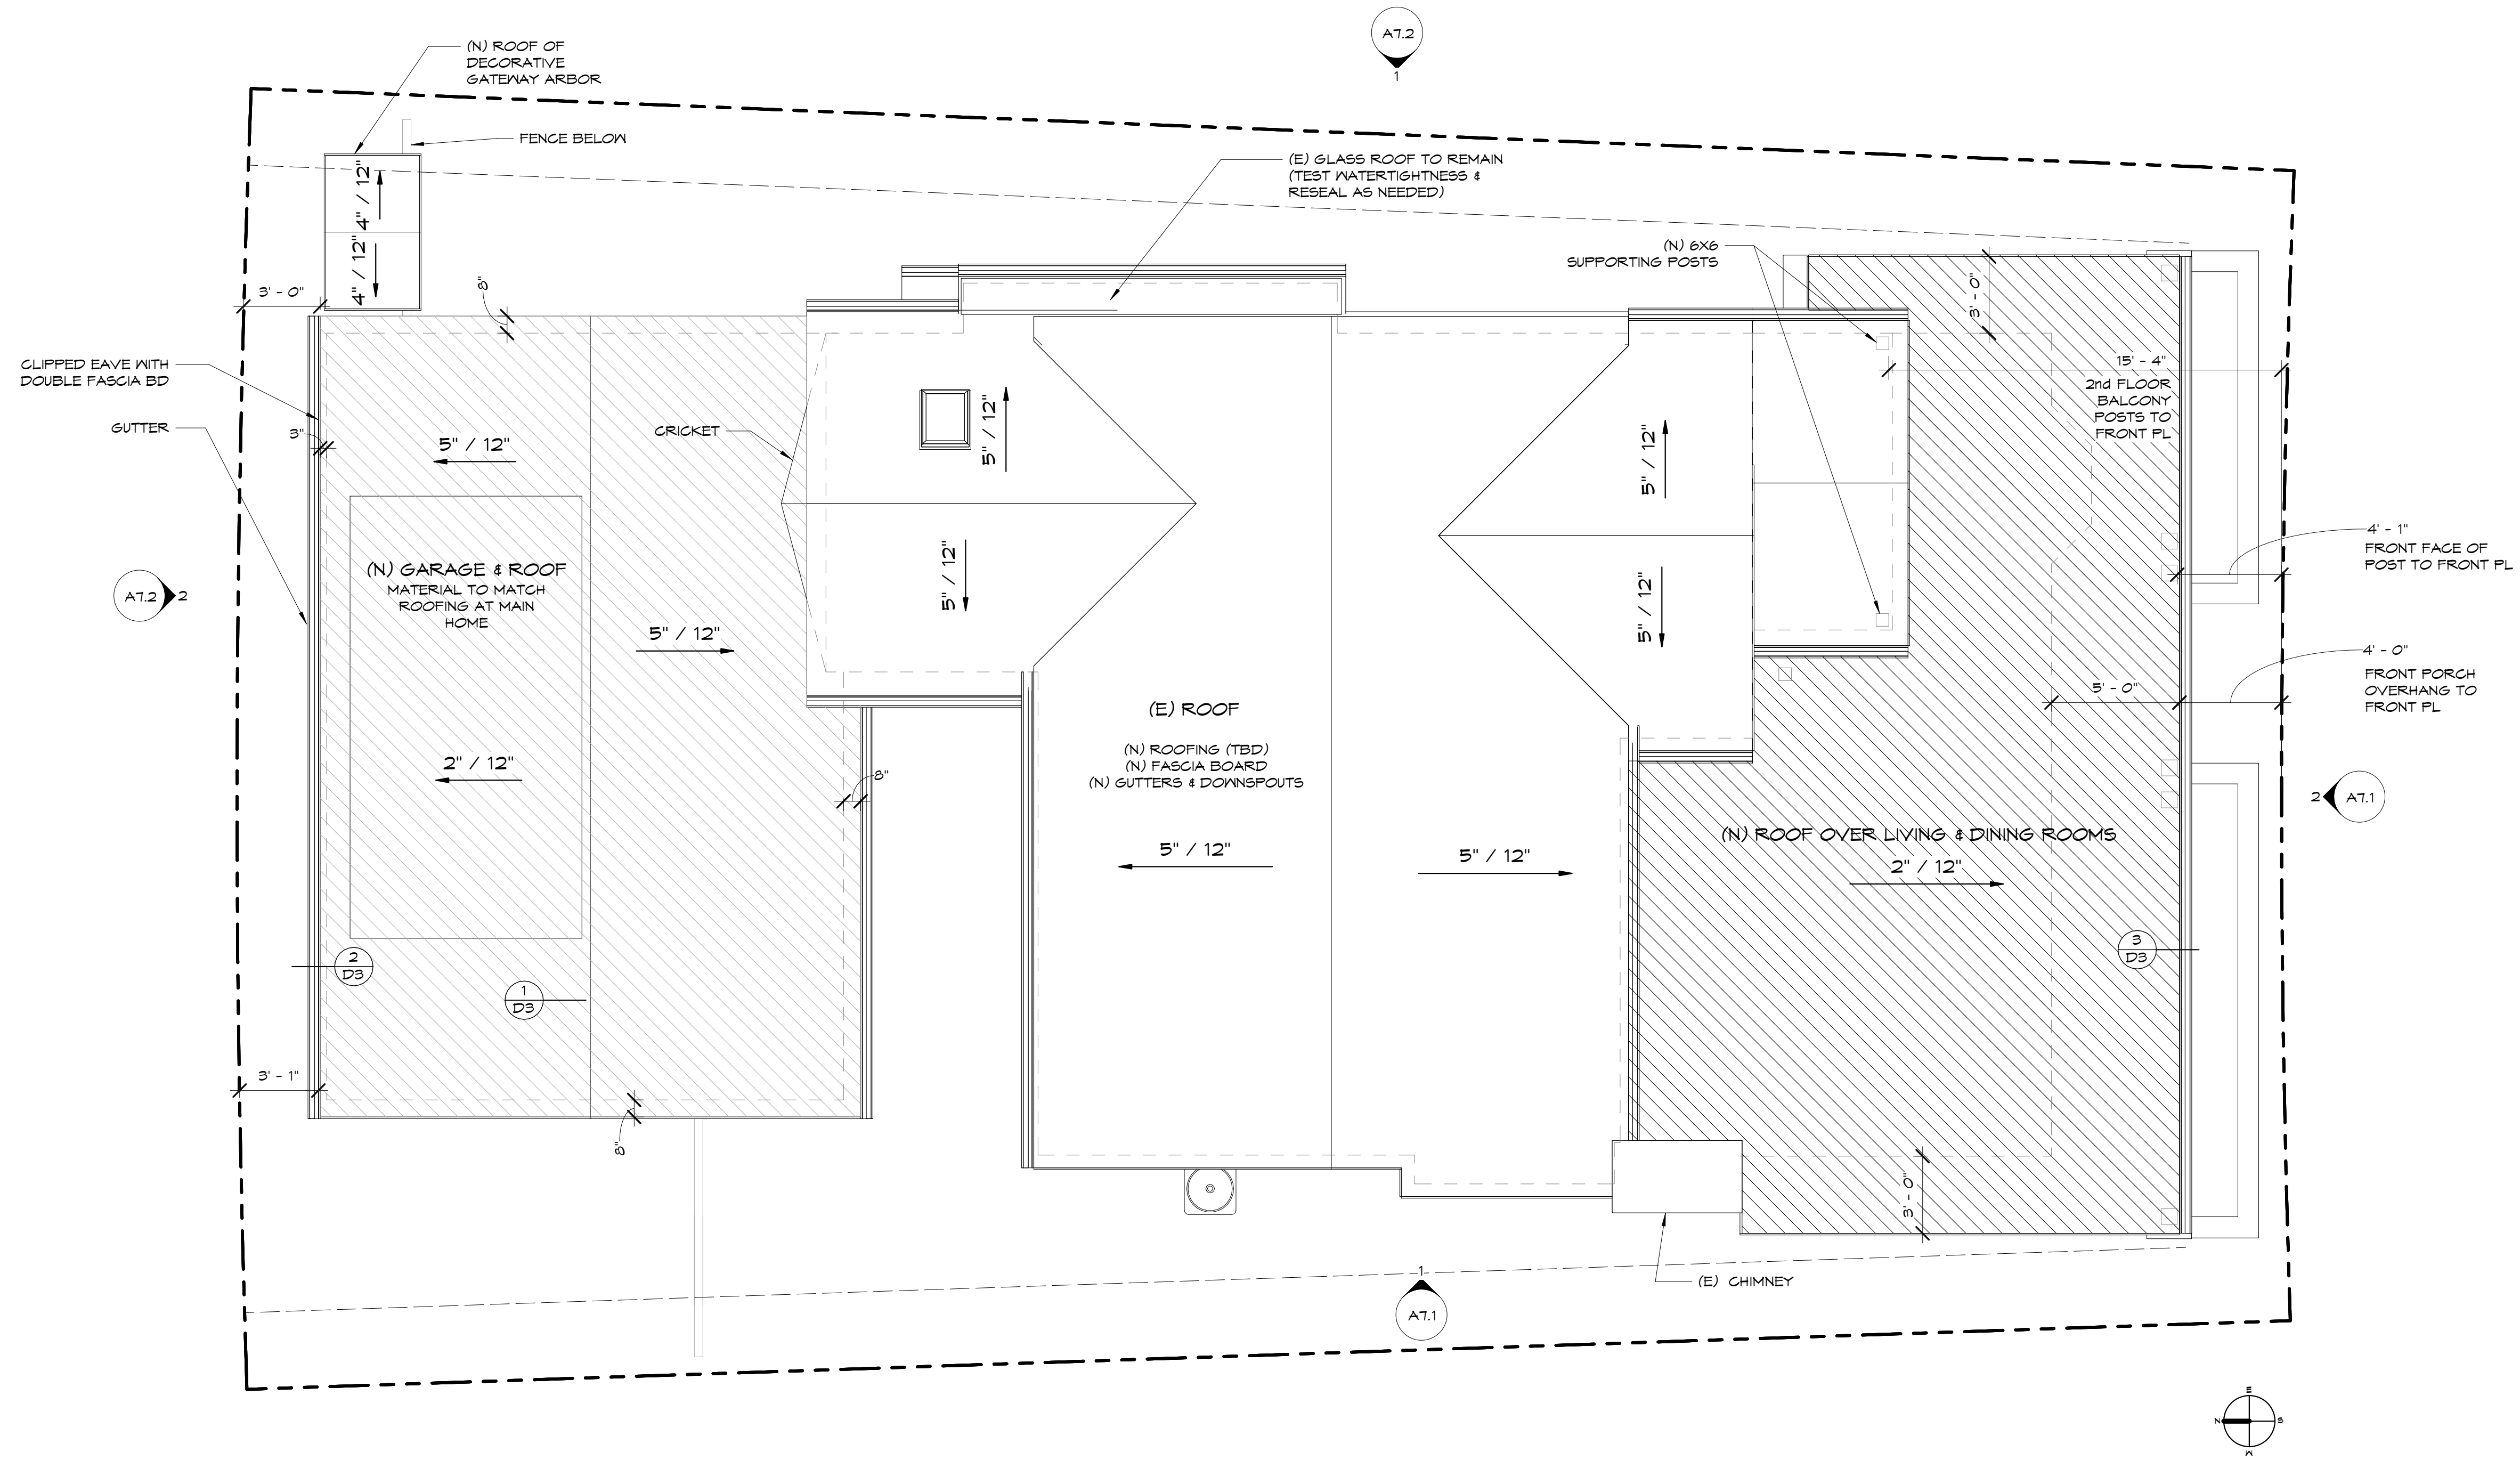 A7.2
1
(N) ROOF OF
DECORATIVE
GATEWAY ARBOR
FENCE BELOW
(E) GLASS ROOF TO REMAIN
(TEST WATERTIGHTNESS &
RESEAL AS NEEDED)
4" / 12"
4" / 12"
3' - 0"
8"
(N) 6X6
SUPPORTING POSTS
3' - 0"
CLIPPED EAVE WITH
DOUBLE FASCIA BD
GUTTER
3"
5" / 12"
CRICKET
5" / 12"
5" / 12"
15' - 4"
2nd FLOOR
BALCONY
POSTS TO
FRONT PL
4' - 1"
FRONT FACE OF
POST TO FRONT PL
A7.2
2
(N) GARAGE & ROOF
MATERIAL TO MATCH
ROOFING AT MAIN
HOME
5" / 12"
5" / 12"
5" / 12"
4' - 0"
FRONT PORCH
OVERHANG TO
FRONT PL
5' - 0"
(E) ROOF
(N) ROOFING (TBD)
(N) FASCIA BOARD
(N) GUTTERS & DOWNSPOUTS
2" / 12"
8"
2
A7.1
(N) ROOF OVER LIVING & DINING ROOMS
2" / 12"
5" / 12"
5" / 12"
2
D3
1
D3
3
D3
3' - 1"
8"
3' - 0"
1
A7.1
(E) CHIMNEY
E
N
S
W